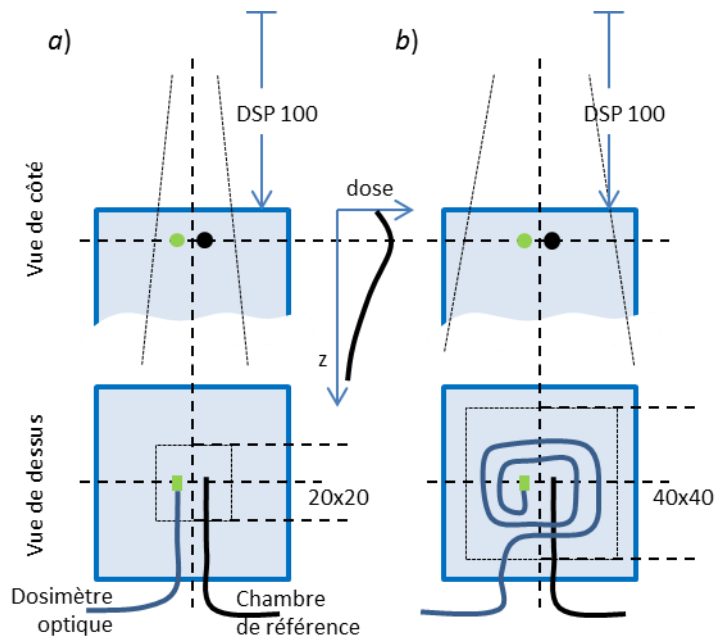 a)
b)
DSP 100
DSP 100
Vue de côté
dose
z
Vue de dessus
20x20
40x40
Dosimètre
optique
Chambre
de référence